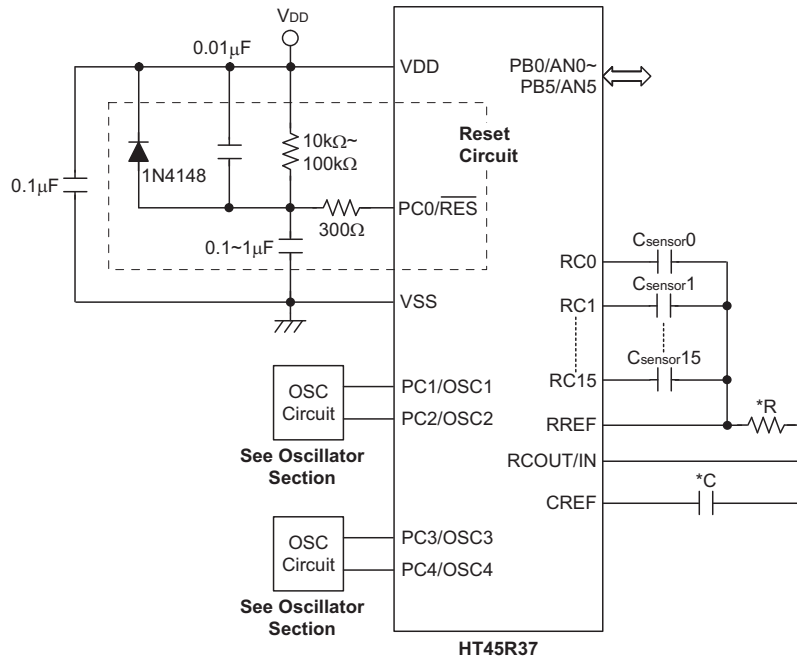 VDD
0.01μF
VDD
PB0/AN0~
PB5/AN5
Reset
Circuit
10kΩ~
100kΩ
1N4148
0.1μF
PC0/RES
300Ω
0.1~1μF
VSS
Csensor0
RC0
Csensor1
RC1
Csensor15
RC15
*R
RREF
RCOUT/IN
*C
CREF
OSC
Circuit
PC1/OSC1
PC2/OSC2
See Oscillator
Section
OSC
Circuit
PC3/OSC3
PC4/OSC4
See Oscillator
Section
HT45R37